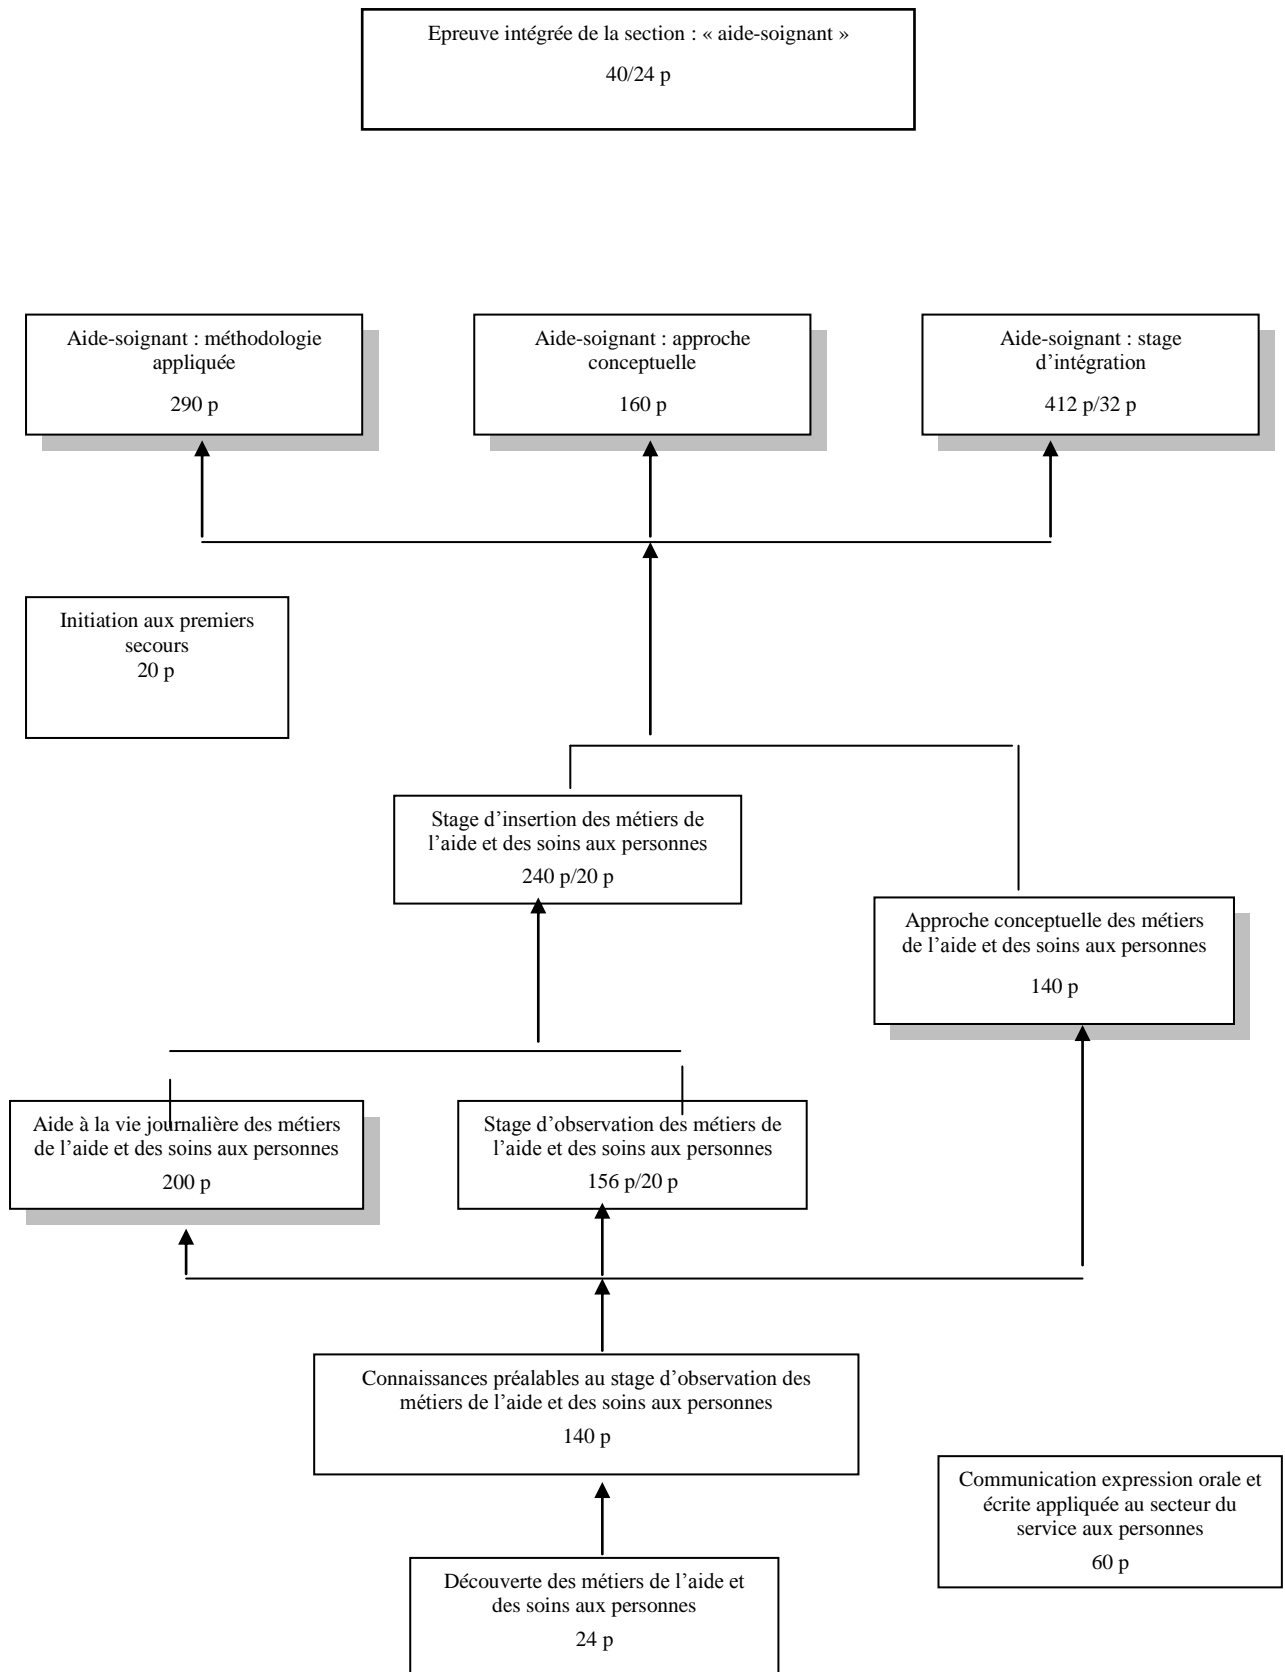 Epreuve intégrée de la section : « aide-soignant »
40/24 p
Aide-soignant : méthodologie
appliquée
290 p
Aide-soignant : approche
conceptuelle
160 p
Aide-soignant : stage
d’intégration
412 p/32 p
Initiation aux premiers
secours
20 p
Stage d’insertion des métiers de
l’aide et des soins aux personnes
240 p/20 p
Approche conceptuelle des métiers
de l’aide et des soins aux personnes
140 p
Aide à la vie journalière des métiers
de l’aide et des soins aux personnes
200 p
Stage d’observation des métiers de
l’aide et des soins aux personnes
156 p/20 p
Connaissances préalables au stage d’observation des
métiers de l’aide et des soins aux personnes
140 p
Communication expression orale et
écrite appliquée au secteur du
service aux personnes
60 p
Découverte des métiers de l’aide et
des soins aux personnes
24 p